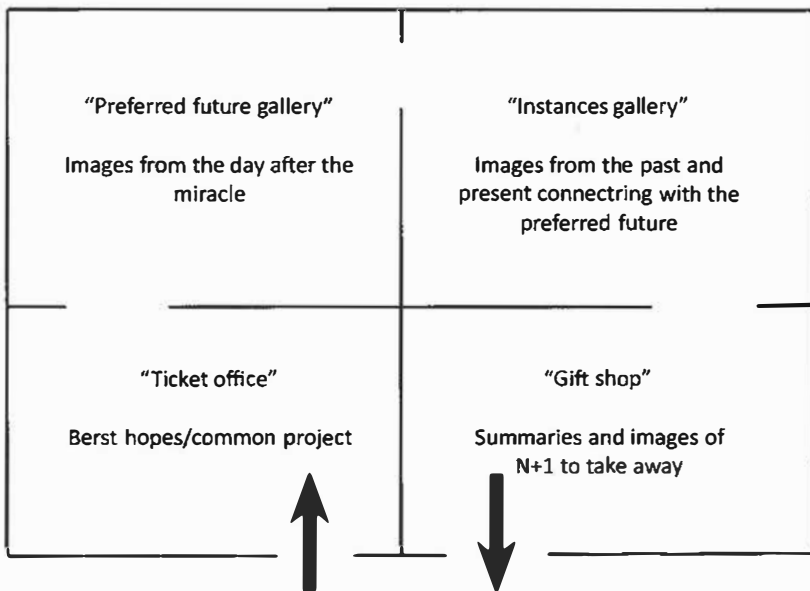 “Preferred future gallery”
Images from the day after the
miracle
“Instances gallery”
Images from the past and
present connectring with the
preferred future
“Ticket office”
Berst hopes/common project
“Gift shop”
Summaries and images of
N+1 to take away